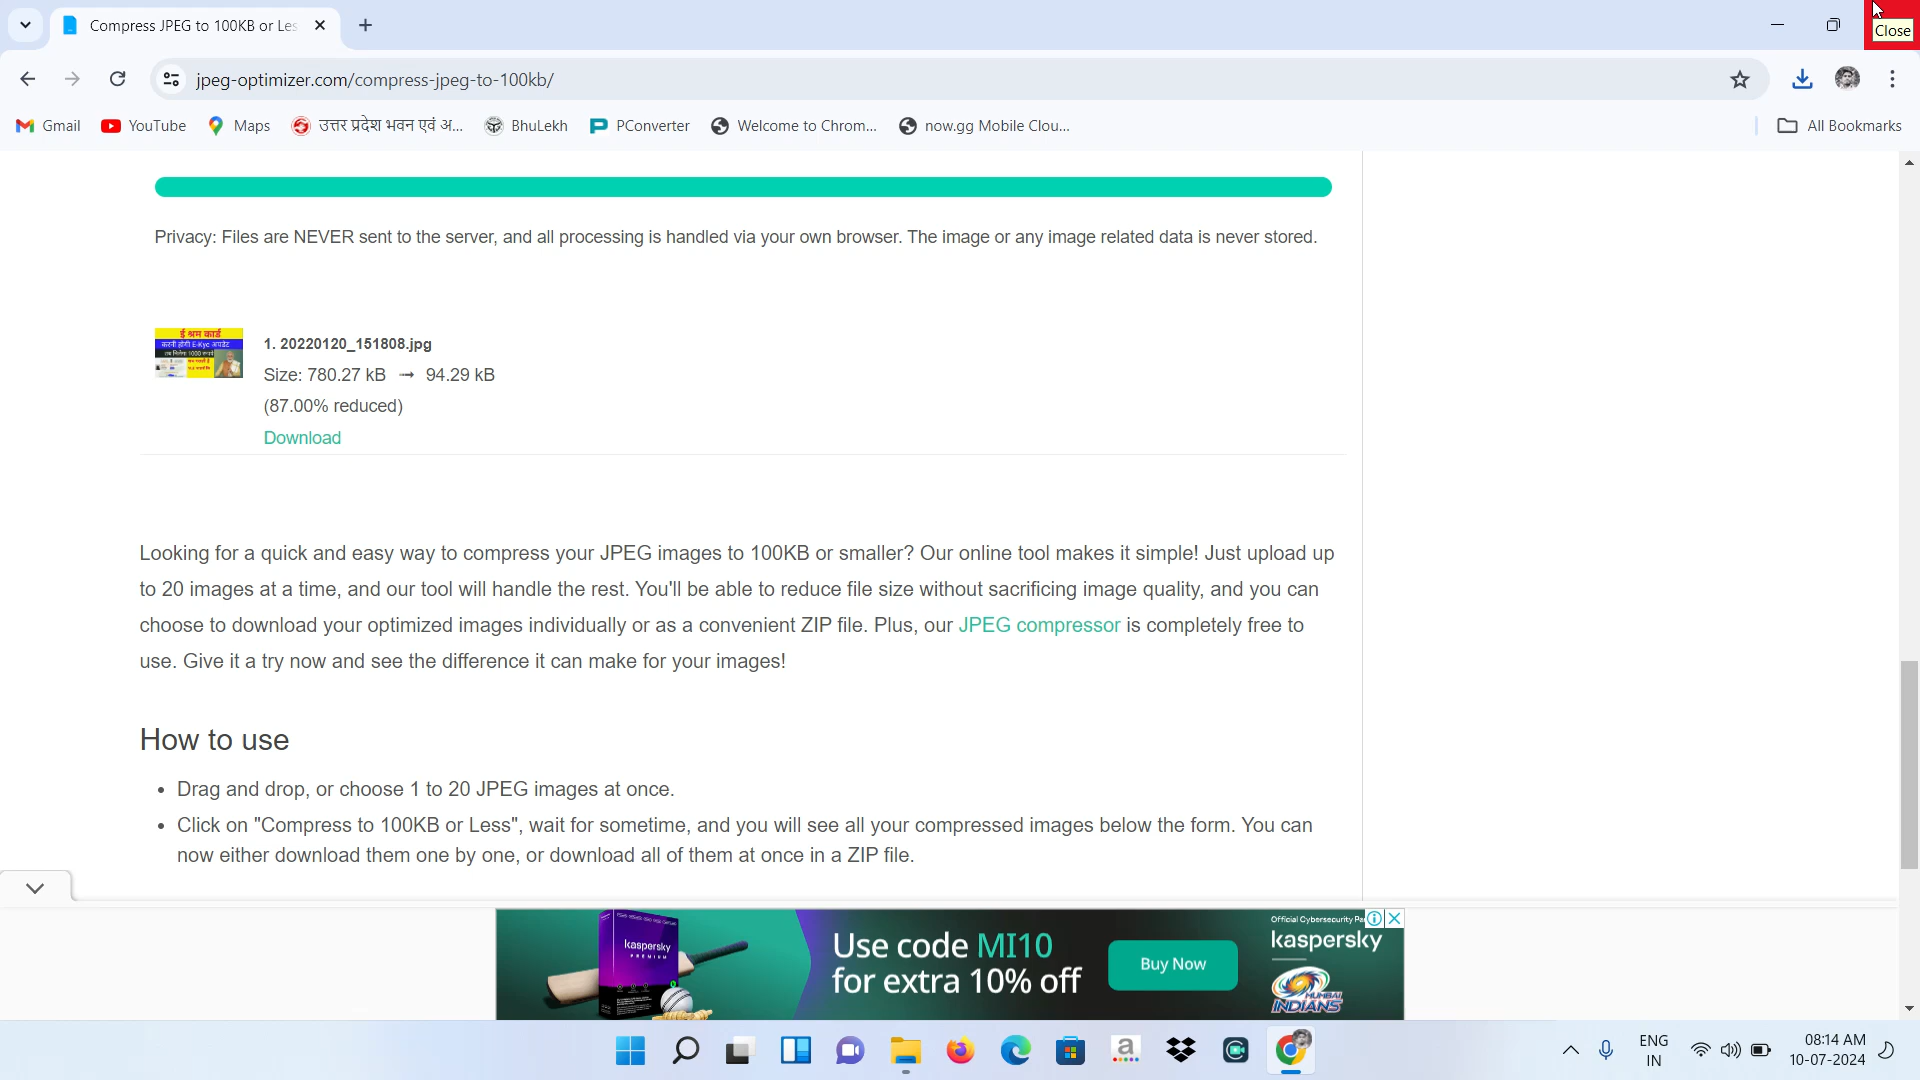 Compress JPEG to 100KB or Les
Close
jpeg-optimizer.com/compress-jpeg-to-100kb/
Gmail
YouTube
Maps
उत्तर प्रदेश भवन एवं अ...
BhuLekh
PConverter
Welcome to Chrom...
now.gg Mobile Clou...
All Bookmarks
Privacy: Files are NEVER sent to the server, and all processing is handled via your own browser. The image or any image related data is never stored.
ई श्रम कार्ड
करनी होगी E-Kyc अपडेट
1. 20220120_151808.jpg
Size: 780.27 kB → 94.29 kB
(87.00% reduced)
Download
Looking for a quick and easy way to compress your JPEG images to 100KB or smaller? Our online tool makes it simple! Just upload up
to 20 images at a time, and our tool will handle the rest. You'll be able to reduce file size without sacrificing image quality, and you can
choose to download your optimized images individually or as a convenient ZIP file. Plus, our JPEG compressor is completely free to
use. Give it a try now and see the difference it can make for your images!
How to use
• Drag and drop, or choose 1 to 20 JPEG images at once.
• Click on "Compress to 100KB or Less", wait for sometime, and you will see all your compressed images below the form. You can
now either download them one by one, or download all of them at once in a ZIP file.
kaspersky
PREMIUM
Use code MI10
for extra 10% off
Buy Now
Official Cybersecurity Pa
kaspersky
MUMBAI
INDIANS
ENG
IN
08:14 AM
10-07-2024